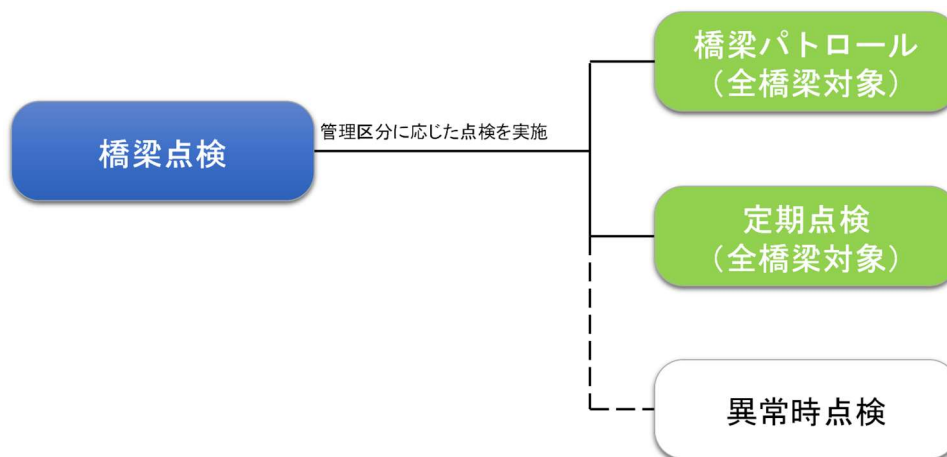 橋梁点検
管理区分に応じた点検を実施
橋梁パトロール
（全橋梁対象）
定期点検
（全橋梁対象）
異常時点検